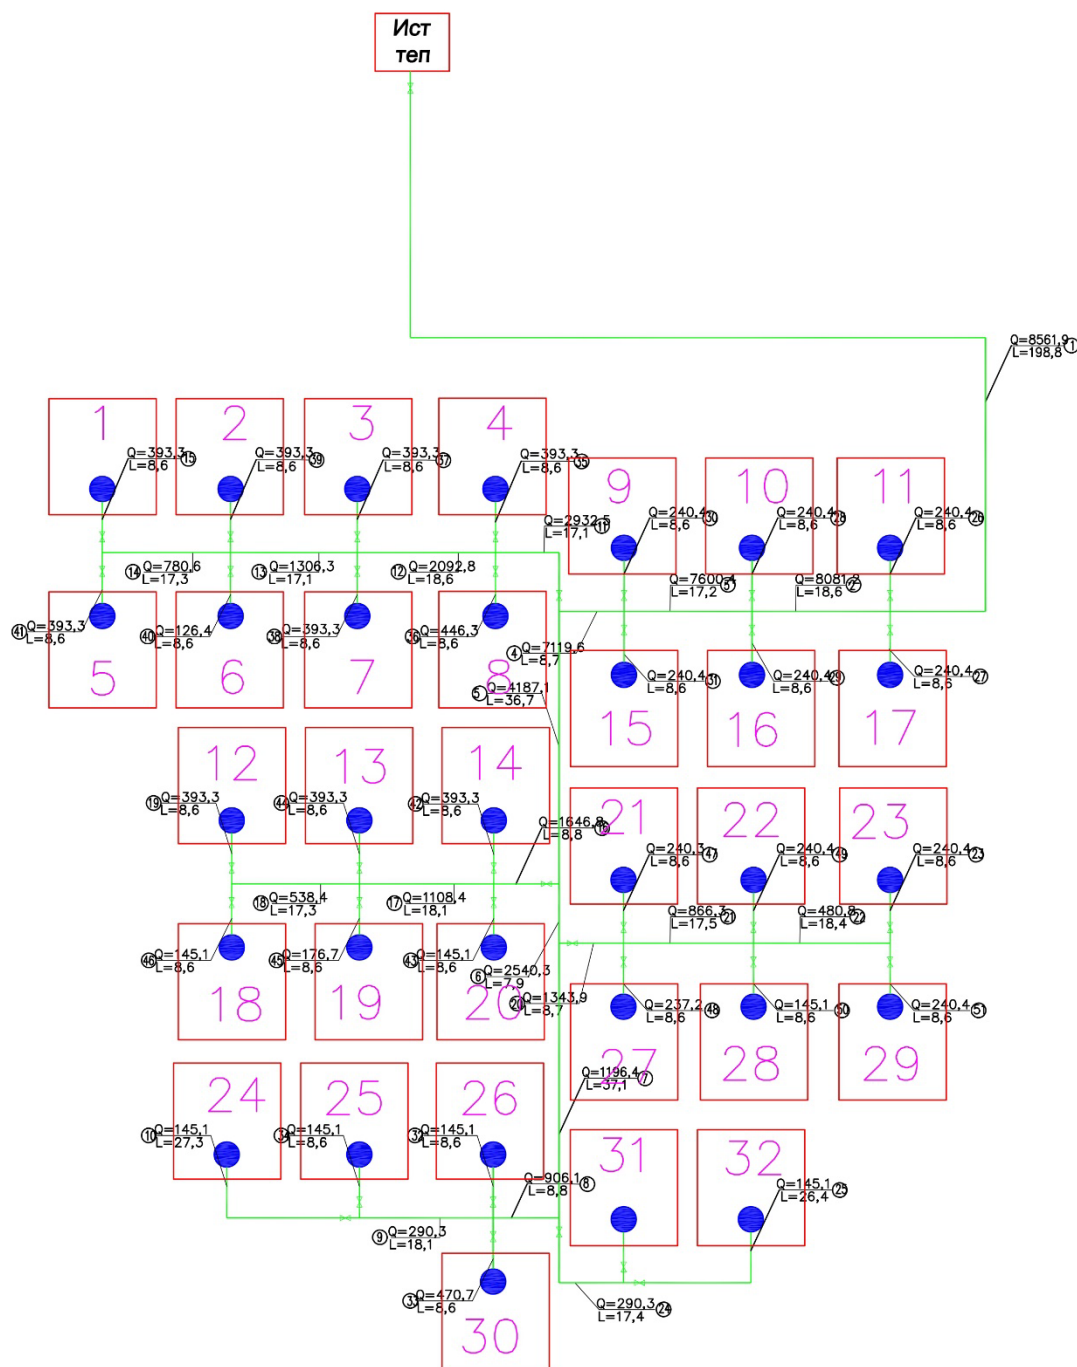 Ист
теп
Q=8561,9
L=198,8
1
1
2
3
4
Q=393,3
L=8,6
15
Q=393,3
L=8,6
39
Q=393,3
L=8,6
37
Q=393,3
L=8,6
35
9
10
11
Q=240,4
L=8,6
30
Q=240,4
L=8,6
28
Q=240,4
L=8,6
26
Q=2932,5
L=17,1
11
14
Q=780,6
L=17,3
13
Q=1306,3
L=17,1
12
Q=2092,8
L=18,6
Q=7600,4
L=17,2
3
Q=8081,2
L=18,6
2
41
Q=393,3
L=8,6
40
Q=126,4
L=8,6
38
Q=393,3
L=8,6
36
Q=446,3
L=8,6
4
Q=7119,6
L=8,7
5
6
7
8
5
Q=4187,1
L=36,7
Q=240,4
L=8,6
31
Q=240,4
L=8,6
29
Q=240,4
L=8,6
27
15
16
17
12
13
14
19
Q=393,3
L=8,6
44
Q=393,3
L=8,6
42
Q=393,3
L=8,6
Q=1646,8
L=8,8
16
21
22
23
Q=240,3
L=8,6
47
Q=240,4
L=8,6
49
Q=240,4
L=8,6
23
18
Q=538,4
L=17,3
17
Q=1108,4
L=18,1
Q=866,3
L=17,5
21
Q=480,8
L=18,4
22
46
Q=145,1
L=8,6
45
Q=176,7
L=8,6
43
Q=145,1
L=8,6
6
Q=2540,3
L=7,9
20
Q=1343,9
L=8,7
18
19
20
Q=237,2
L=8,6
48
Q=145,1
L=8,6
50
Q=240,4
L=8,6
51
27
28
29
Q=1196,4
L=37,1
7
24
25
26
10
Q=145,1
L=27,3
34
Q=145,1
L=8,6
32
Q=145,1
L=8,6
31
32
Q=906,1
L=8,8
8
Q=145,1
L=26,4
25
9
Q=290,3
L=18,1
33
Q=470,7
L=8,6
30
Q=290,3
L=17,4
24